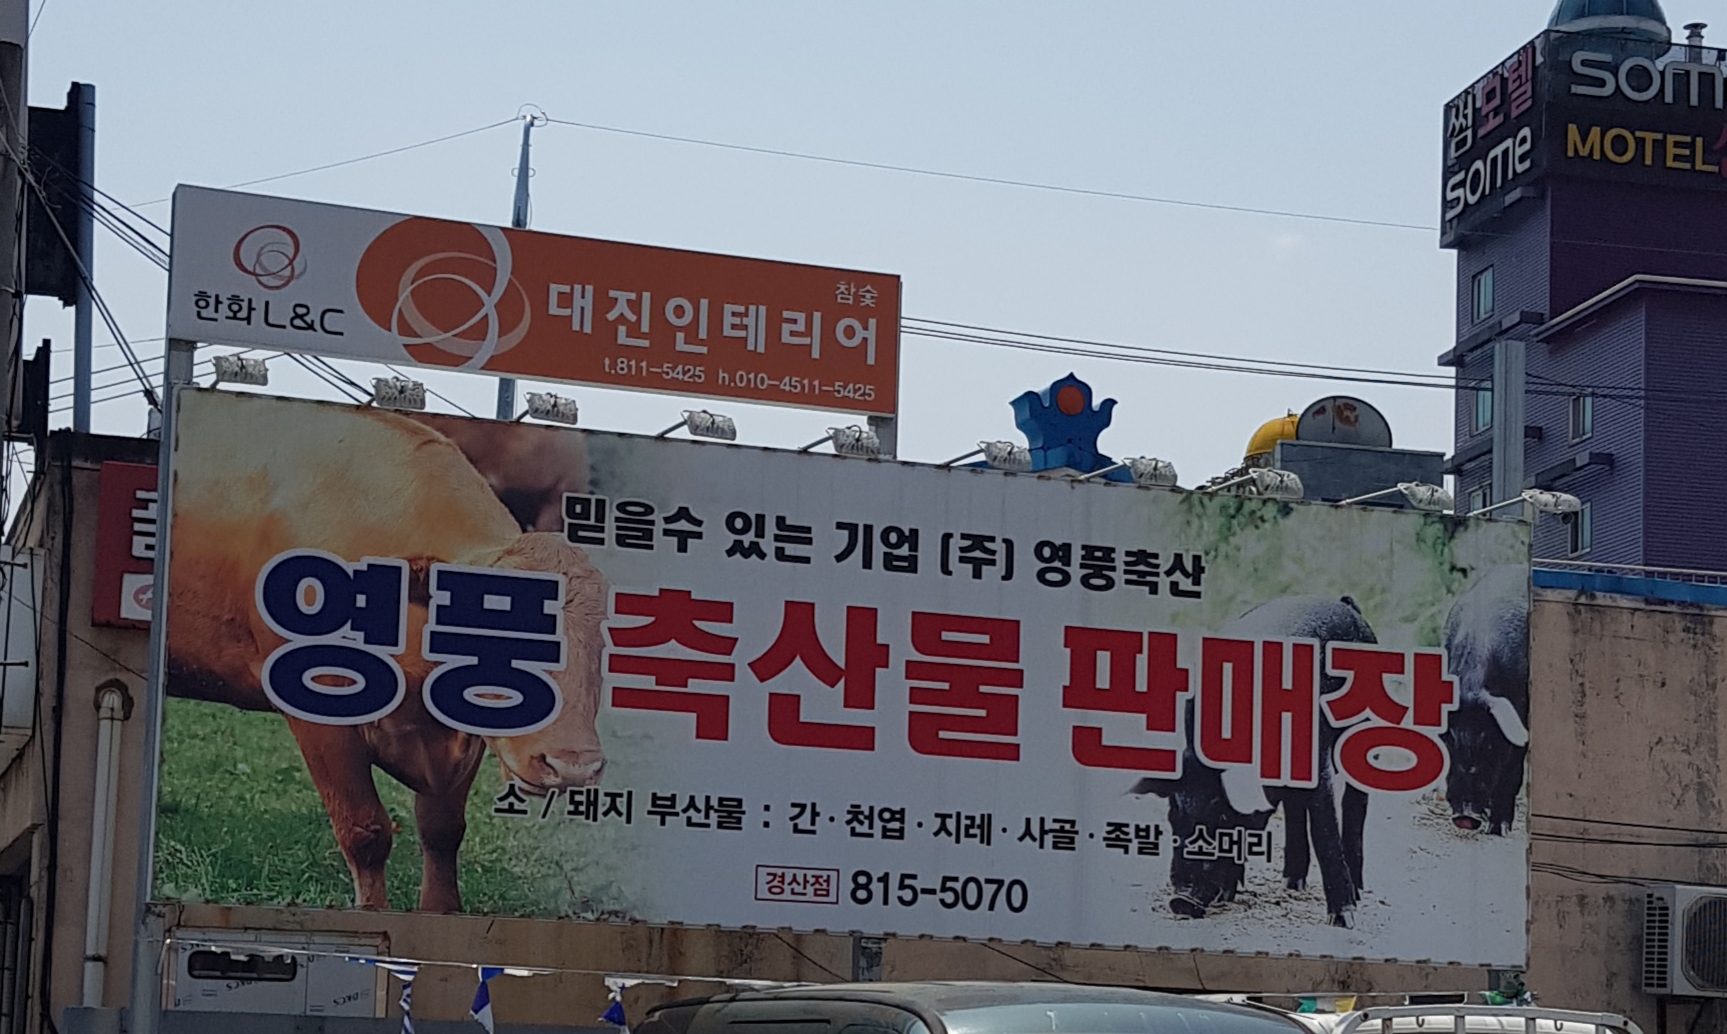 썸모텔
some
MOTEL
한화 L&C
참숯
대진인테리어
t.811-5425 h.010-4511-5425
믿을수 있는 기업 (주) 영풍축산
영풍 축산물 판매장
소 / 돼지 부산물 : 간 · 천엽 · 지레 · 사골 · 족발 · 소머리
경산점 815-5070